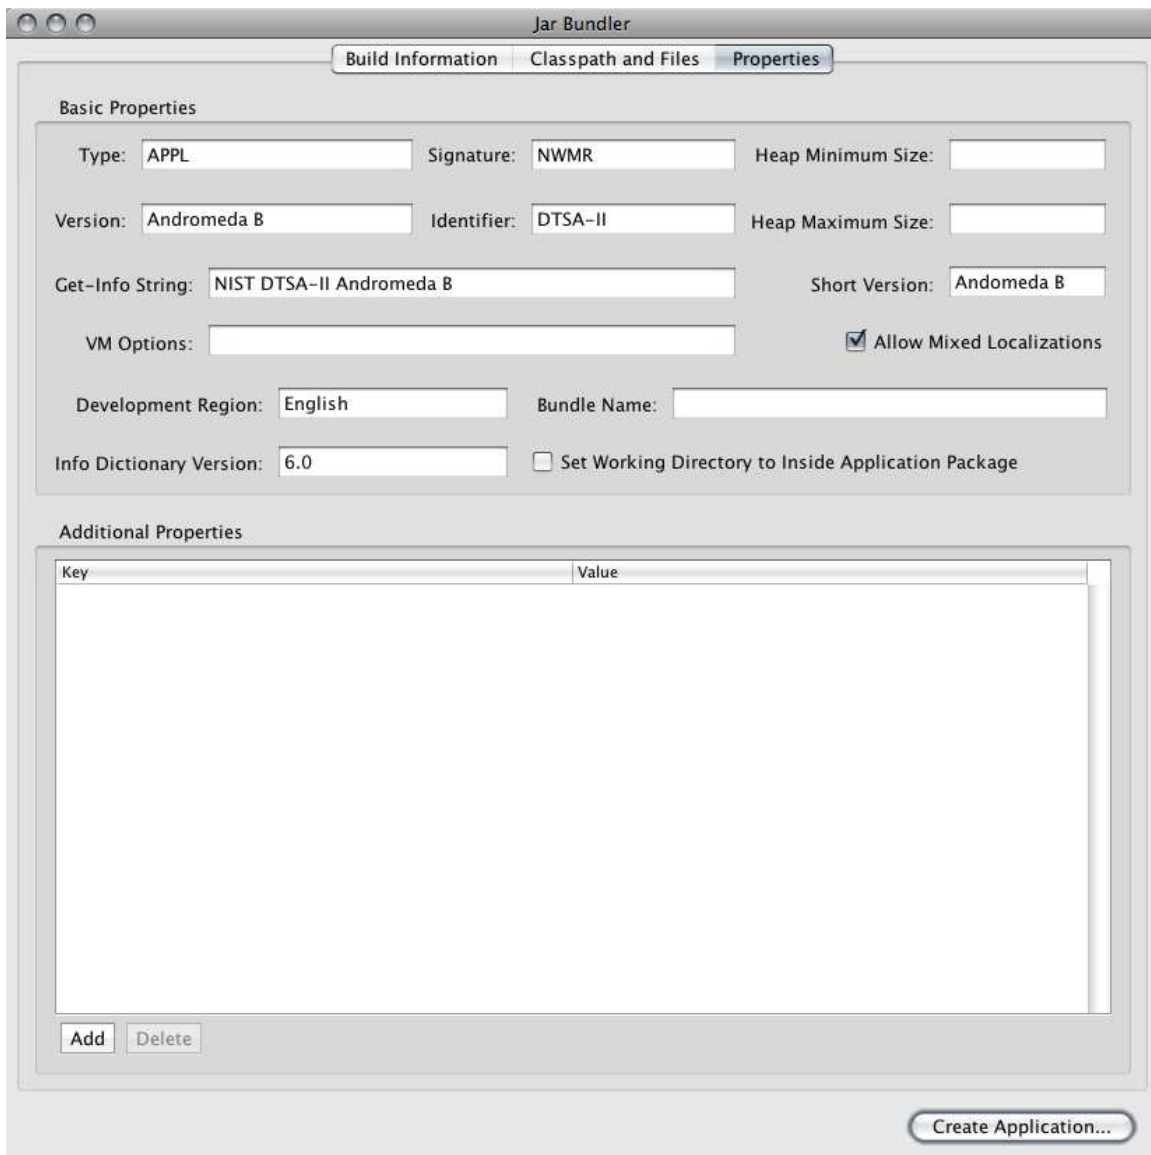 Jar Bundler
Build Information Classpath and Files Properties
Basic Properties
Type: APPL Signature: NWMR Heap Minimum Size:
Version: Andromeda B Identifier: DTSA-II Heap Maximum Size:
Get-Info String: NIST DTSA-II Andromeda B Short Version: Andomeda B
VM Options: Allow Mixed Localizations
Development Region: English Bundle Name:
Info Dictionary Version: 6.0 Set Working Directory to Inside Application Package
Additional Properties
Key Value
Add Delete
Create Application...